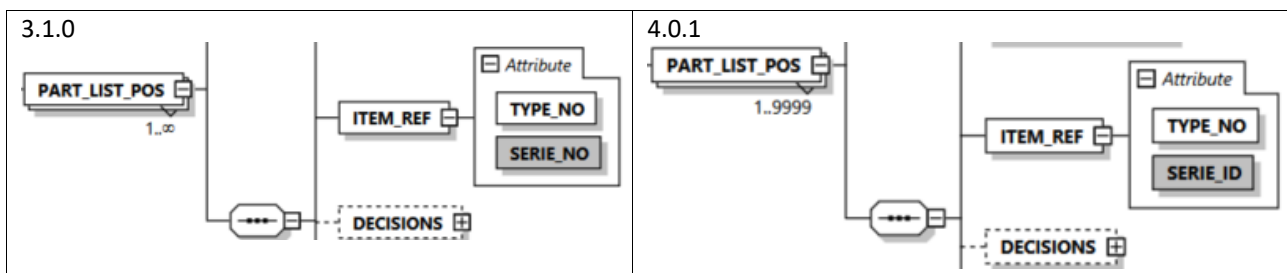 3.1.0
PART_LIST_POS
1..∞
ITEM_REF
Attribute
TYPE_NO
SERIE_NO
DECISIONS
4.0.1
PART_LIST_POS
1..9999
ITEM_REF
Attribute
TYPE_NO
SERIE_ID
DECISIONS